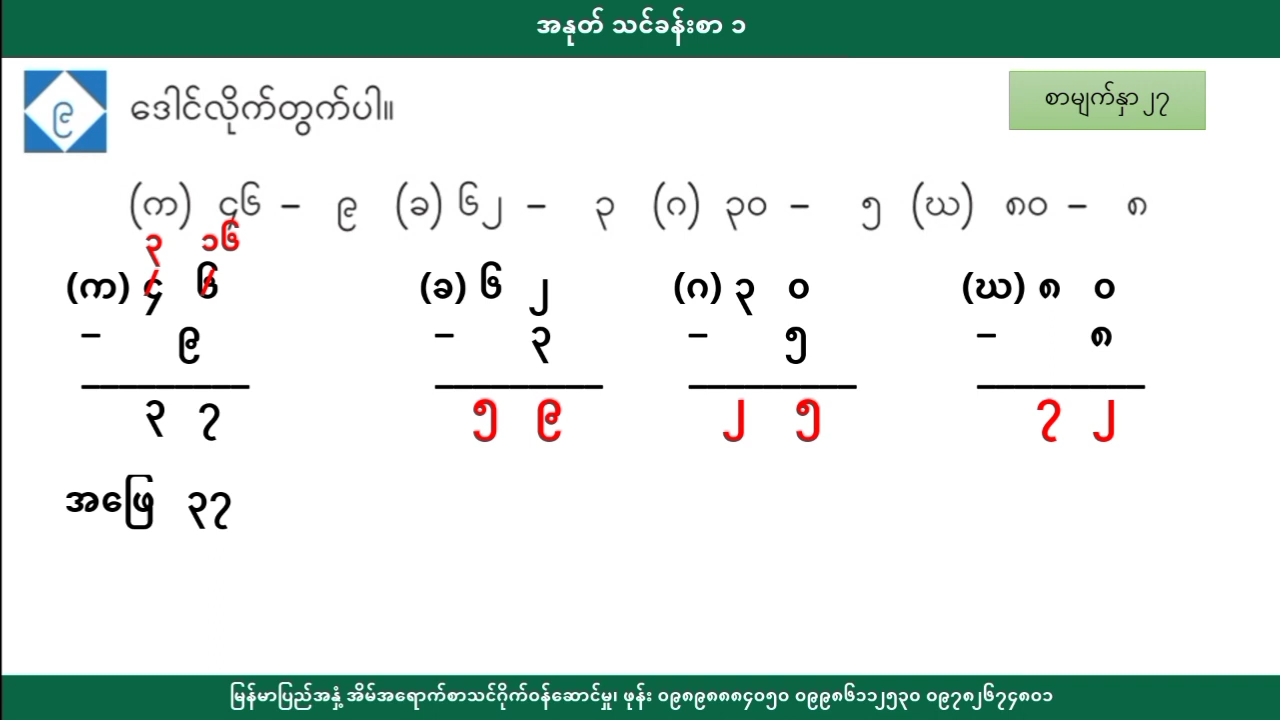 အနုတ် သင်ခန်းစာ ၁
၉ ဒေါင်လိုက်တွက်ပါ။ စာမျက်နှာ ၂၇
(က) ၄၆ – ၉ (ခ) ၆၂ – ၃ (ဂ) ၃၀ – ၅ (ဃ) ၈၀ – ၈
၃ ၁၆
(က) ၄ ၆ (ခ) ၆ ၂ (ဂ) ၃ ၀ (ဃ) ၈ ၀
– ၉ – ၃ – ၅ – ၈
၃ ၇ ၅ ၉ ၂ ၅ ၇ ၂
အဖြေ ၃၇
မြန်မာပြည်အနှံ့ အိမ်အရောက်စာသင်ဂိုက်ဝန်ဆောင်မှု၊ ဖုန်း ၀၉၈၉၈၈၈၄၀၅၀ ၀၉၉၈၆၁၁၂၅၃၀ ၀၉၇၈၂၆၇၄၈၀၁